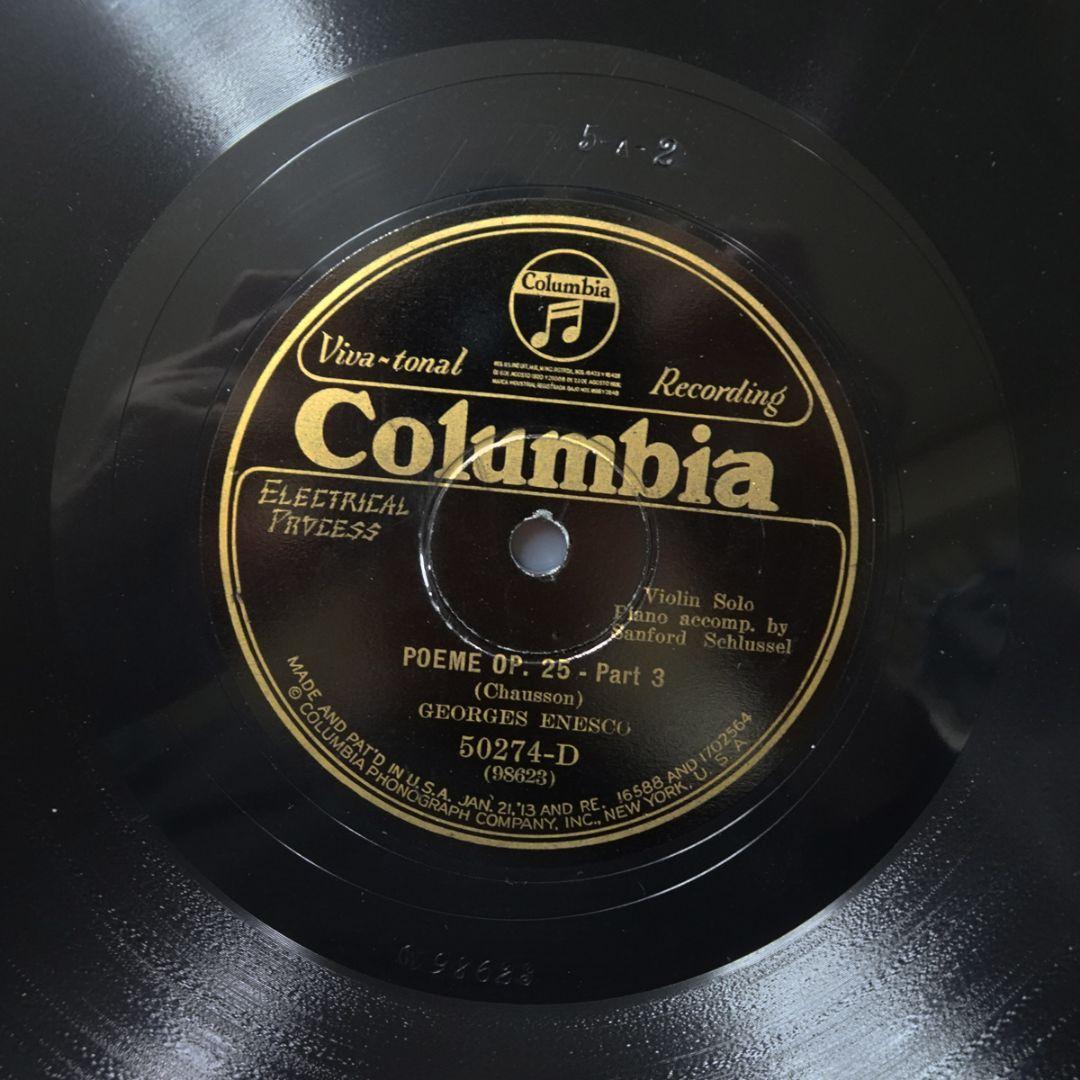 5-A-2
Columbia
Viva~tonal
Recording
Columbia
ELECTRICAL
PROCESS
Violin Solo
Piano accomp. by
Sanford Schlussel
POEME OP. 25 - Part 3
(Chausson)
GEORGES ENESCO
50274-D
(98623)
MADE AND PAT'D IN U.S.A. JAN. 21, '13 AND RE. 16588 AND 1702564
© COLUMBIA PHONOGRAPH COMPANY, INC., NEW YORK, U.S.A.